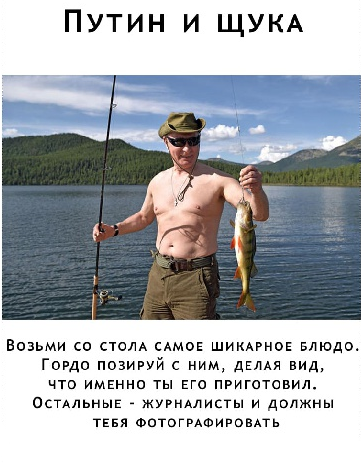 Путин и щука
Возьми со стола самое шикарное блюдо.
Гордо позируй с ним, делая вид,
что именно ты его приготовил.
Остальные - журналисты и должны
тебя фотографировать